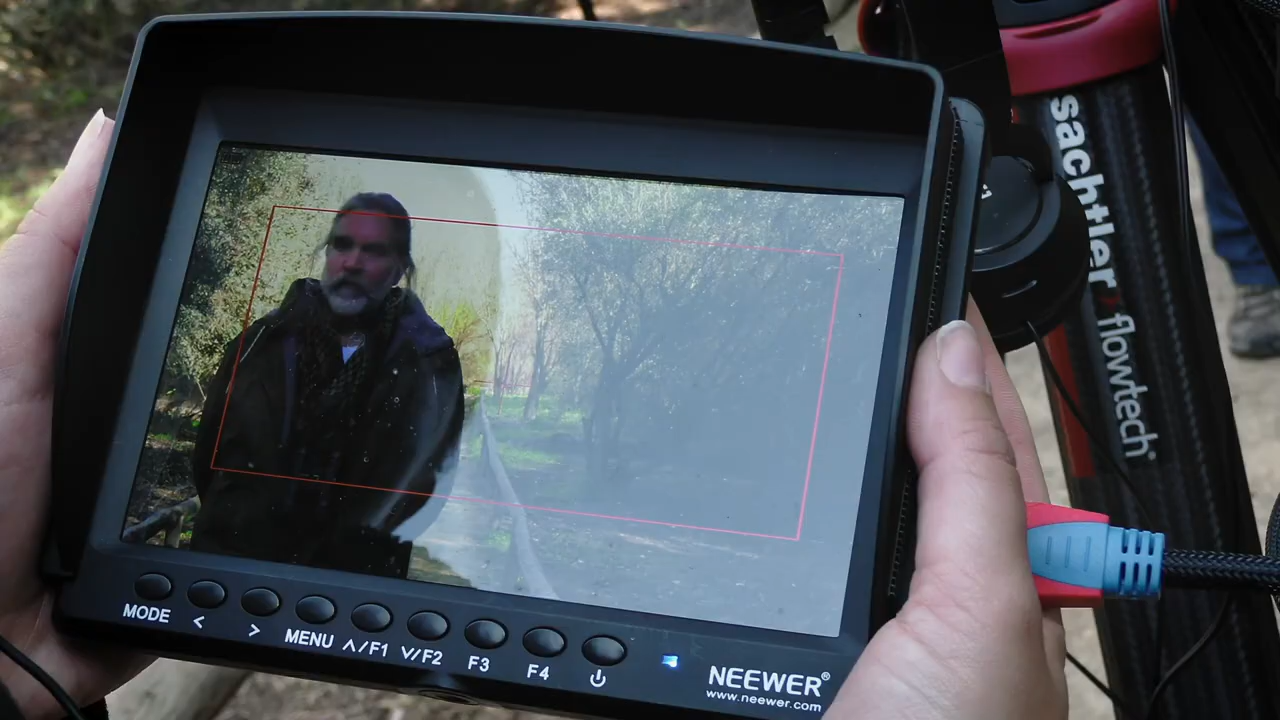 sachtler
flowtech®
MODE
<
>
MENU
∧/F1
∨/F2
F3
F4
NEEWER®
www.neewer.com